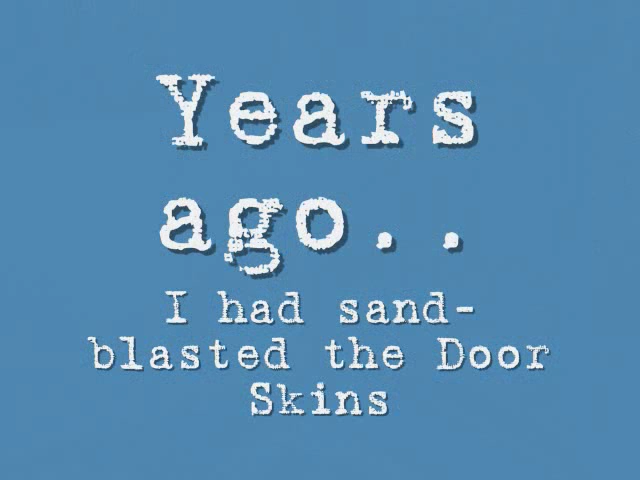 Years
ago..
I had sand-
blasted the Door
Skins